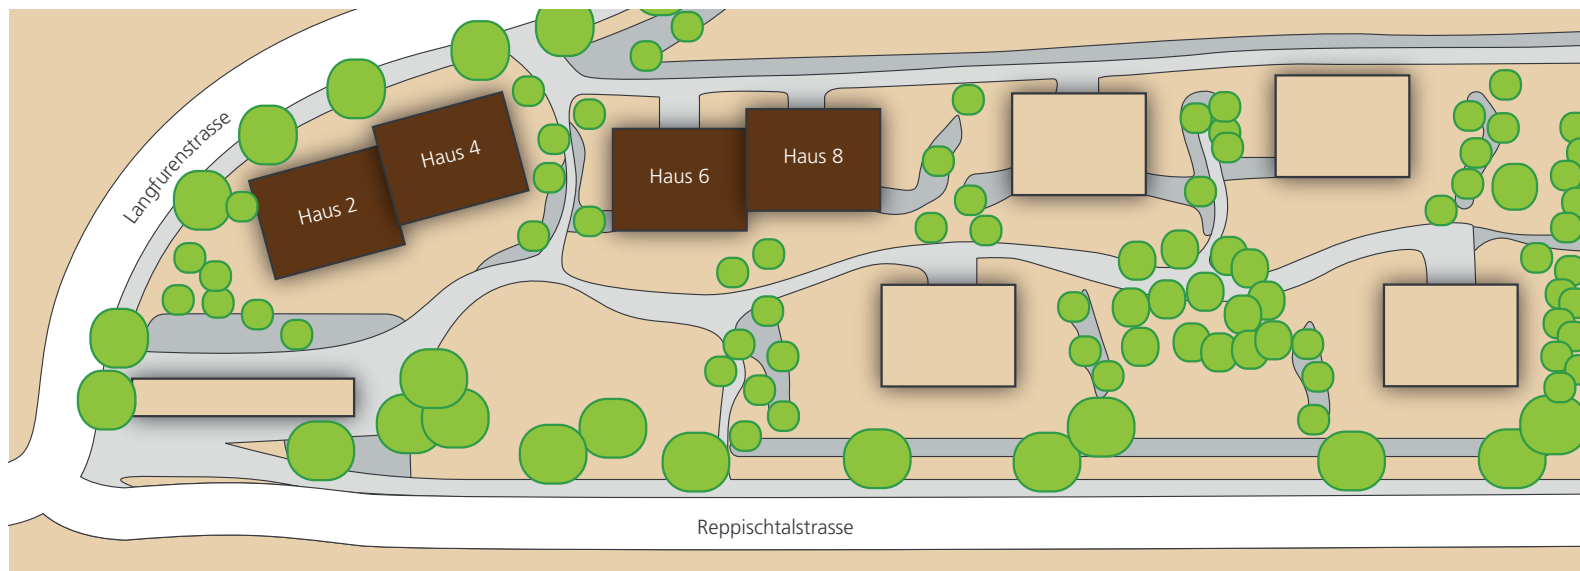 Langfurenstrasse
Haus 2
Haus 4
Haus 6
Haus 8
Reppischtalstrasse